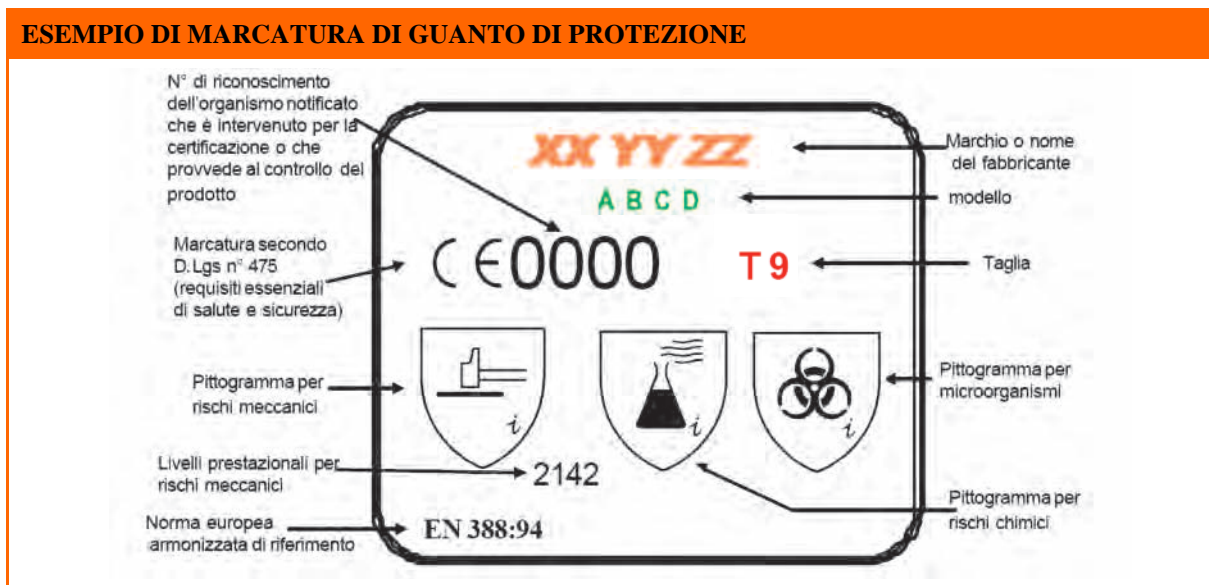 ESEMPIO DI MARCATURA DI GUANTO DI PROTEZIONE
N° di riconoscimento
dell'organismo notificato
che è intervenuto per la
certificazione o che
provvede al controllo del
prodotto
XX YY ZZ
Marchio o nome
del fabbricante
A B C D
modello
Marcatura secondo
D.Lgs n° 475
(requisiti essenziali
di salute e sicurezza)
CE0000
T 9
Taglia
Pittogramma per
rischi meccanici
i
i
i
Pittogramma per
microorganismi
Livelli prestazionali per
rischi meccanici
2142
Pittogramma per
rischi chimici
Norma europea
armonizzata di riferimento
EN 388:94